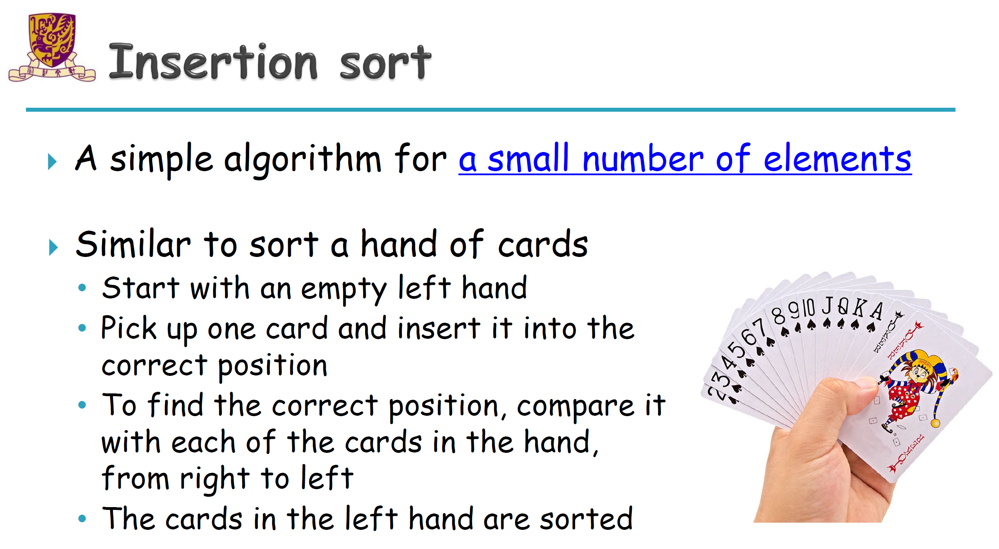 Insertion sort
A simple algorithm for a small number of elements
Similar to sort a hand of cards
Start with an empty left hand
Pick up one card and insert it into the
correct position
To find the correct position, compare it
with each of the cards in the hand,
from right to left
The cards in the left hand are sorted
2 3 4 5 6 7 8 9 10 J Q K A JOKER JOKER
ZENDEN
JOKER